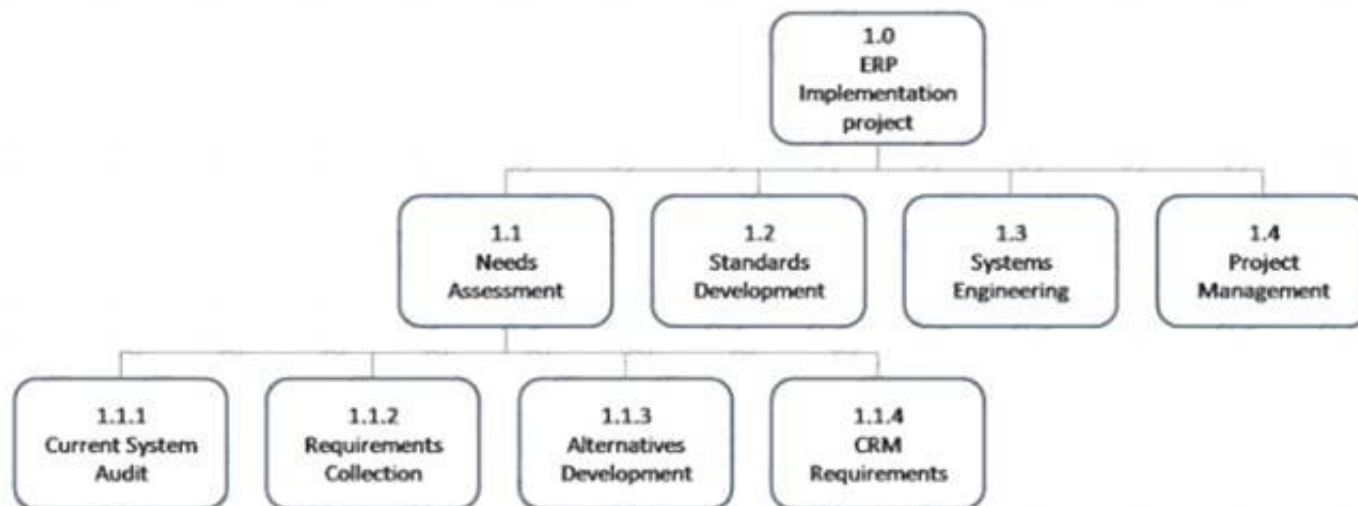 1.0
ERP
Implementation
project
1.1
Needs
Assessment
1.2
Standards
Development
1.3
Systems
Engineering
1.4
Project
Management
1.1.1
Current System
Audit
1.1.2
Requirements
Collection
1.1.3
Alternatives
Development
1.1.4
CRM
Requirements